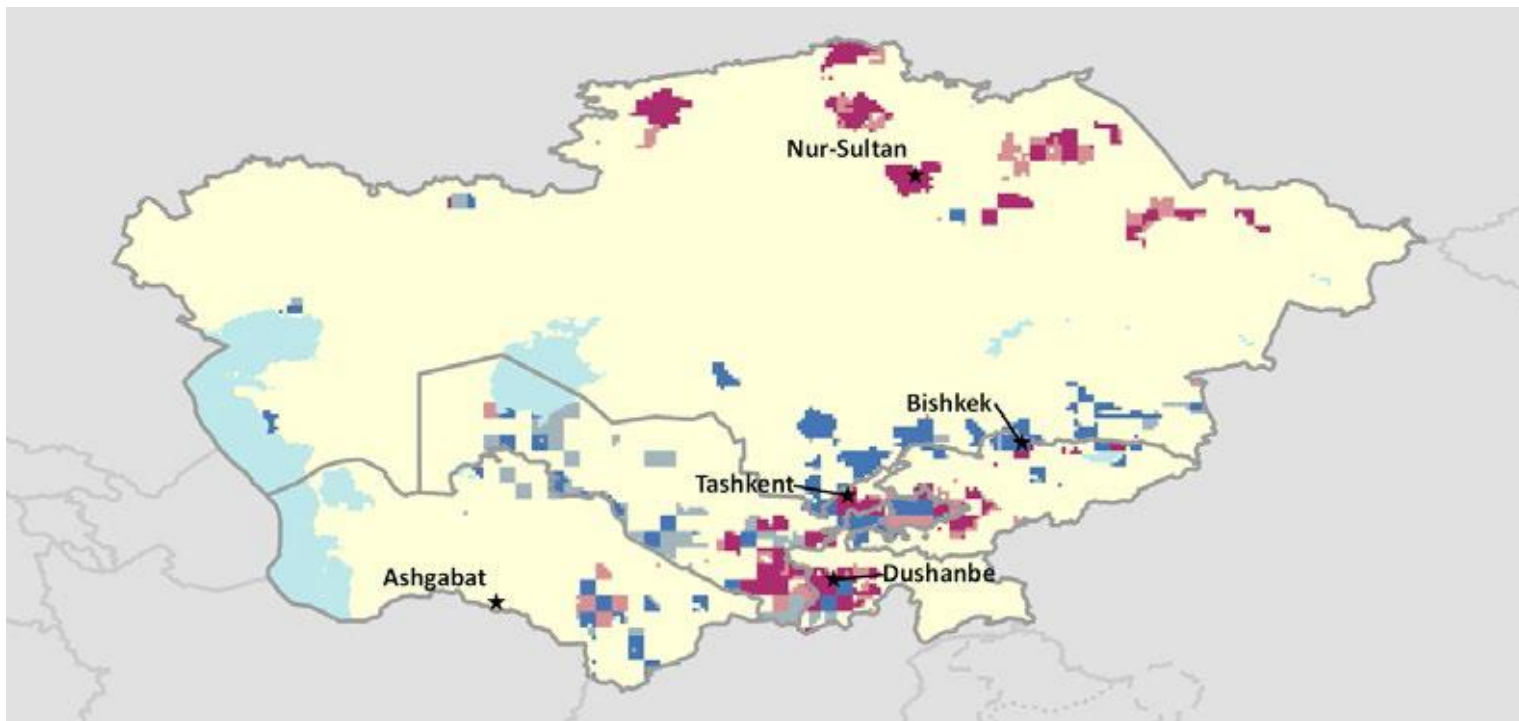 Nur-Sultan
Bishkek
Tashkent
Ashgabat
Dushanbe